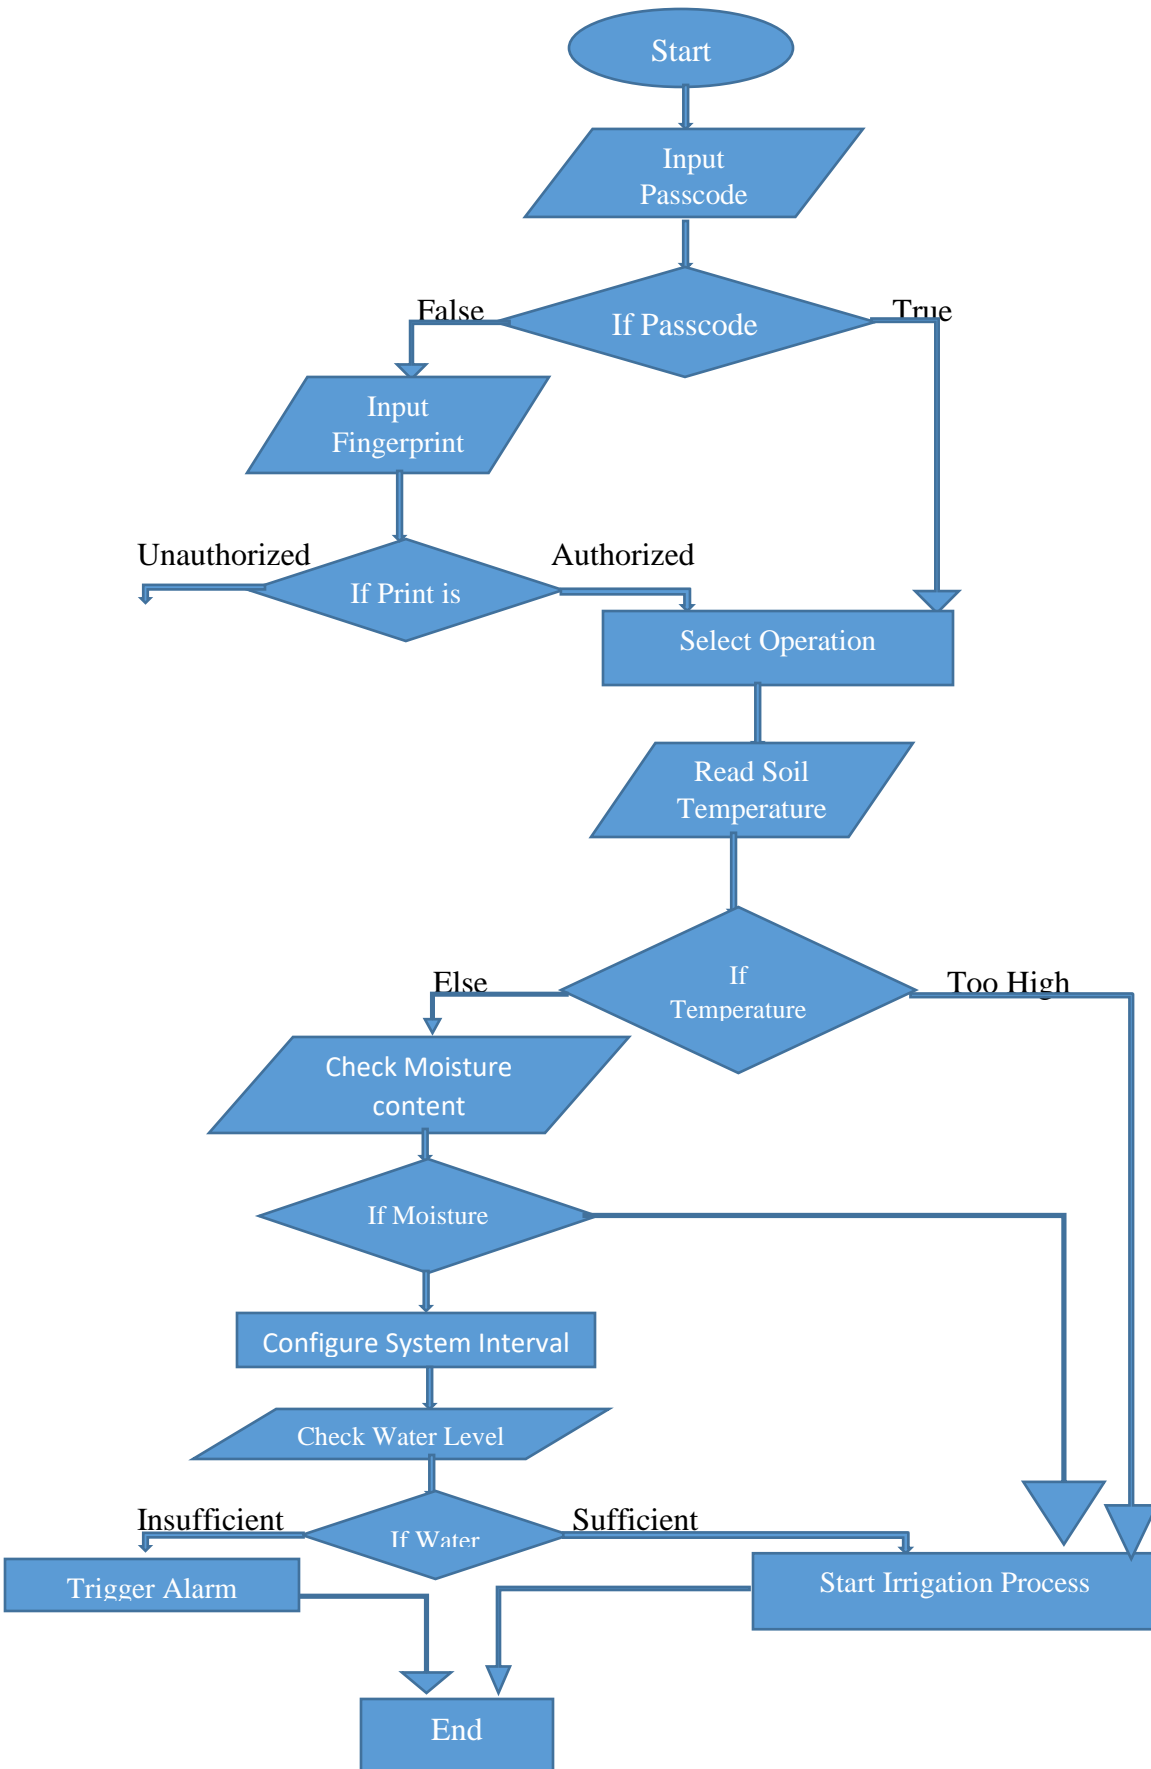 Start
Input
Passcode
False
True
If Passcode
Input
Fingerprint
Unauthorized
Authorized
If Print is
Select Operation
Read Soil
Temperature
Else
Too High
If
Temperature
Check Moisture
content
If Moisture
Configure System Interval
Check Water Level
Insufficient
Sufficient
If Water
Trigger Alarm
Start Irrigation Process
End